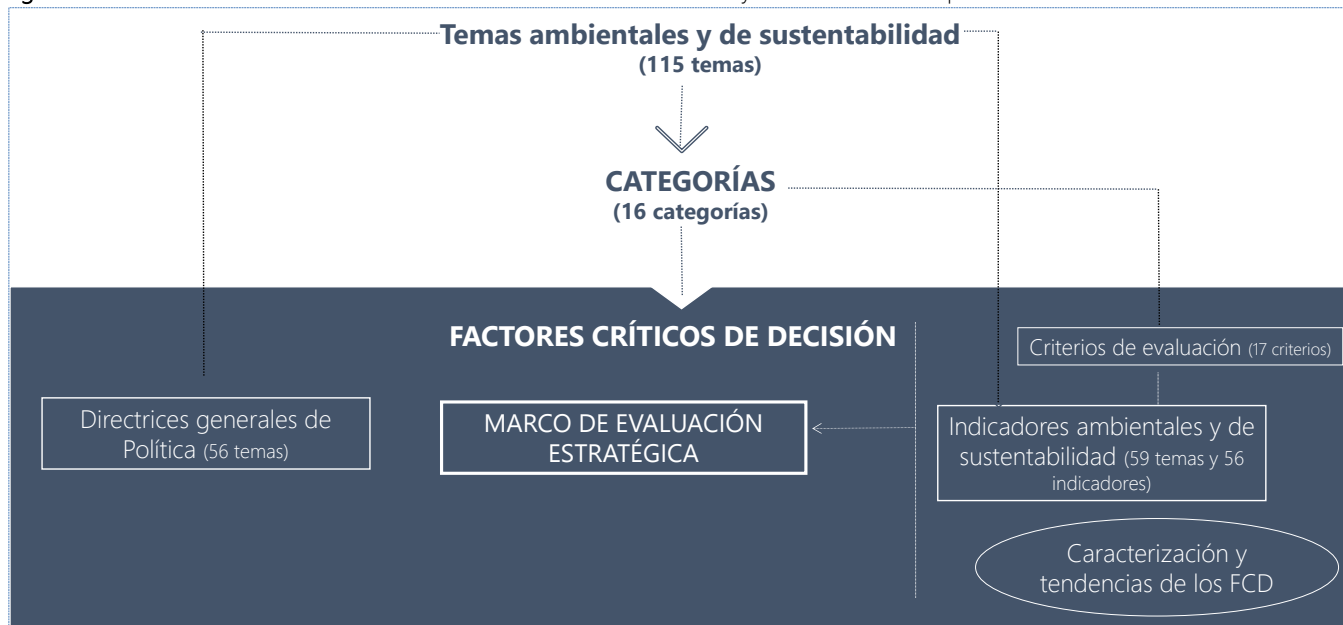 Temas ambientales y de sustentabilidad
(115 temas)
CATEGORÍAS
(16 categorías)
FACTORES CRÍTICOS DE DECISIÓN
Criterios de evaluación (17 criterios)
Directrices generales de
Política (56 temas)
MARCO DE EVALUACIÓN
ESTRATÉGICA
Indicadores ambientales y de
sustentabilidad (59 temas y 56
indicadores)
Caracterización y
tendencias de los FCD